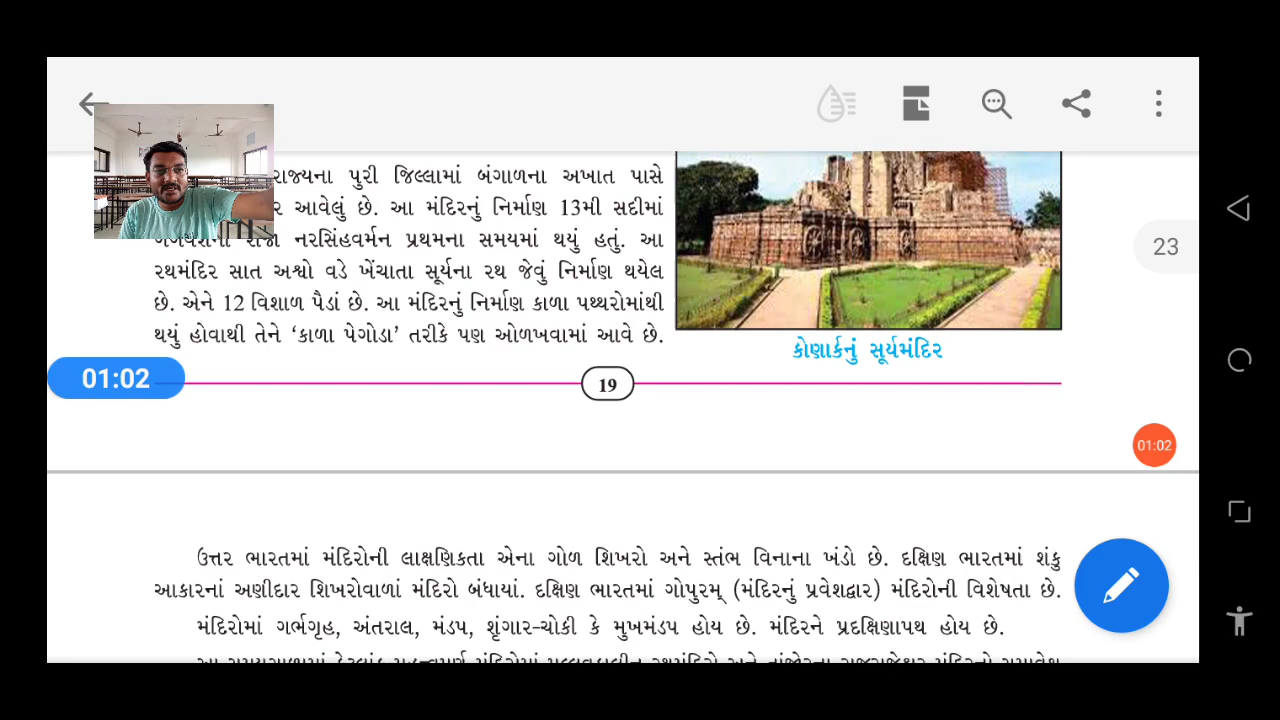 રાજ્યના પુરી જિલ્લામાં બંગાળના અખાત પાસે
આવેલું છે. આ મંદિરનું નિર્માણ 13મી સદીમાં
રાજા નરસિંહવર્મન પ્રથમના સમયમાં થયું હતું. આ
રથમંદિર સાત અશ્વો વડે ખેંચાતા સૂર્યના રથ જેવું નિર્માણ થયેલ
છે. એને 12 વિશાળ પૈડાં છે. આ મંદિરનું નિર્માણ કાળા પથ્થરોમાંથી
થયું હોવાથી તેને ‘કાળા પેગોડા’ તરીકે પણ ઓળખવામાં આવે છે.
કોણાર્કનું સૂર્યમંદિર
23
01:02
19
01:02
ઉત્તર ભારતમાં મંદિરોની લાક્ષણિકતા એના ગોળ શિખરો અને સ્તંભ વિનાના ખંડો છે. દક્ષિણ ભારતમાં શંકુ
આકારનાં અણીદાર શિખરોવાળાં મંદિરો બંધાયાં. દક્ષિણ ભારતમાં ગોપુરમ્ (મંદિરનું પ્રવેશદ્વાર) મંદિરોની વિશેષતા છે.
મંદિરોમાં ગર્ભગૃહ, અંતરાલ, મંડપ, શૃંગાર-ચોકી કે મુખમંડપ હોય છે. મંદિરને પ્રદક્ષિણાપથ હોય છે.